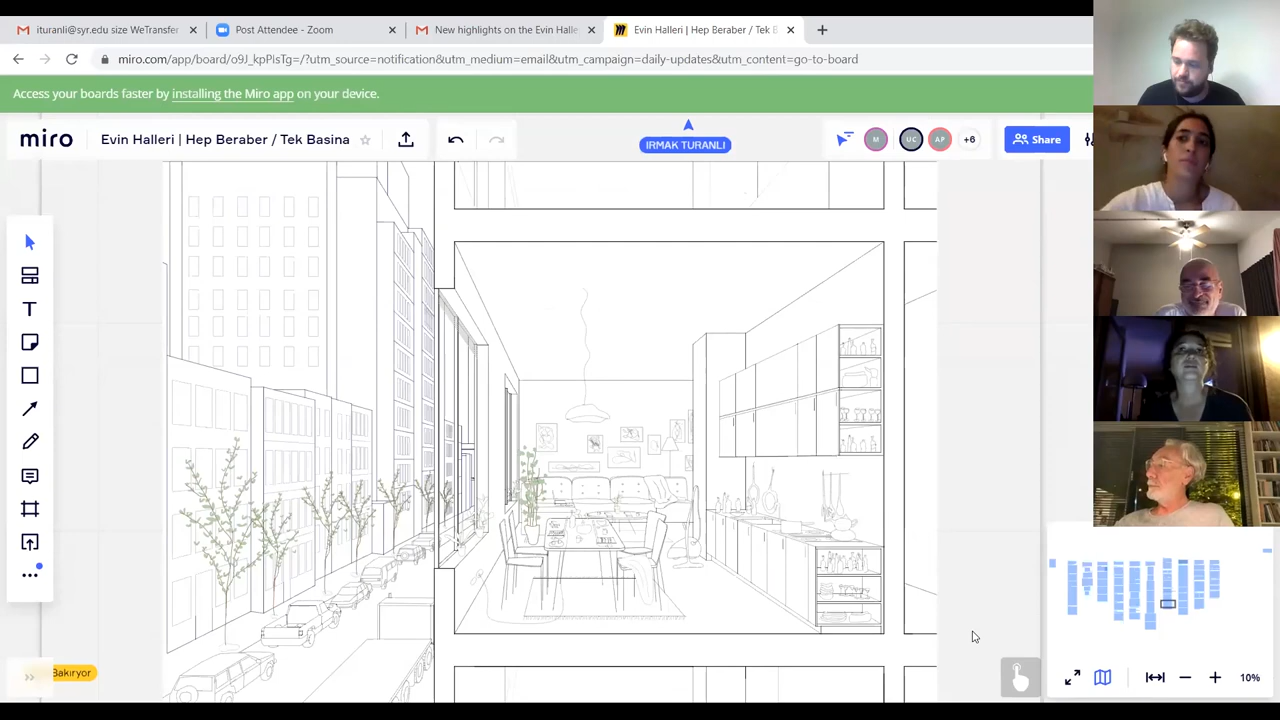 ituranli@syr.edu size WeTransfer
Post Attendee - Zoom
New highlights on the Evin Halle
Evin Halleri | Hep Beraber / Tek B
miro.com/app/board/o9J_kpPlsTg=/?utm_source=notification&utm_medium=email&utm_campaign=daily-updates&utm_content=go-to-board
Access your boards faster by installing the Miro app on your device.
miro
Evin Halleri | Hep Beraber / Tek Basina
IRMAK TURANLI
M
UC
AP
+6
Share
Bakıryor
10%